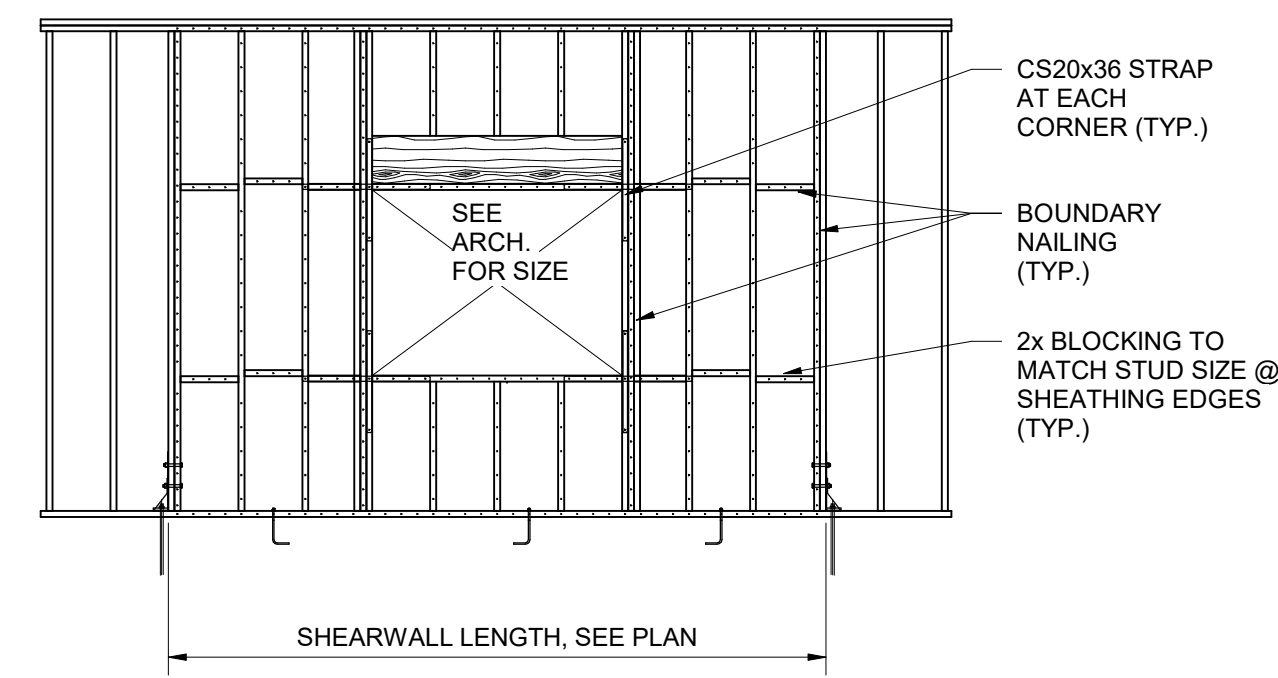 CS20x36 STRAP
AT EACH
CORNER (TYP.)
SEE
ARCH.
FOR SIZE
BOUNDARY
NAILING
(TYP.)
2x BLOCKING TO
MATCH STUD SIZE @
SHEATHING EDGES
(TYP.)
SHEARWALL LENGTH, SEE PLAN